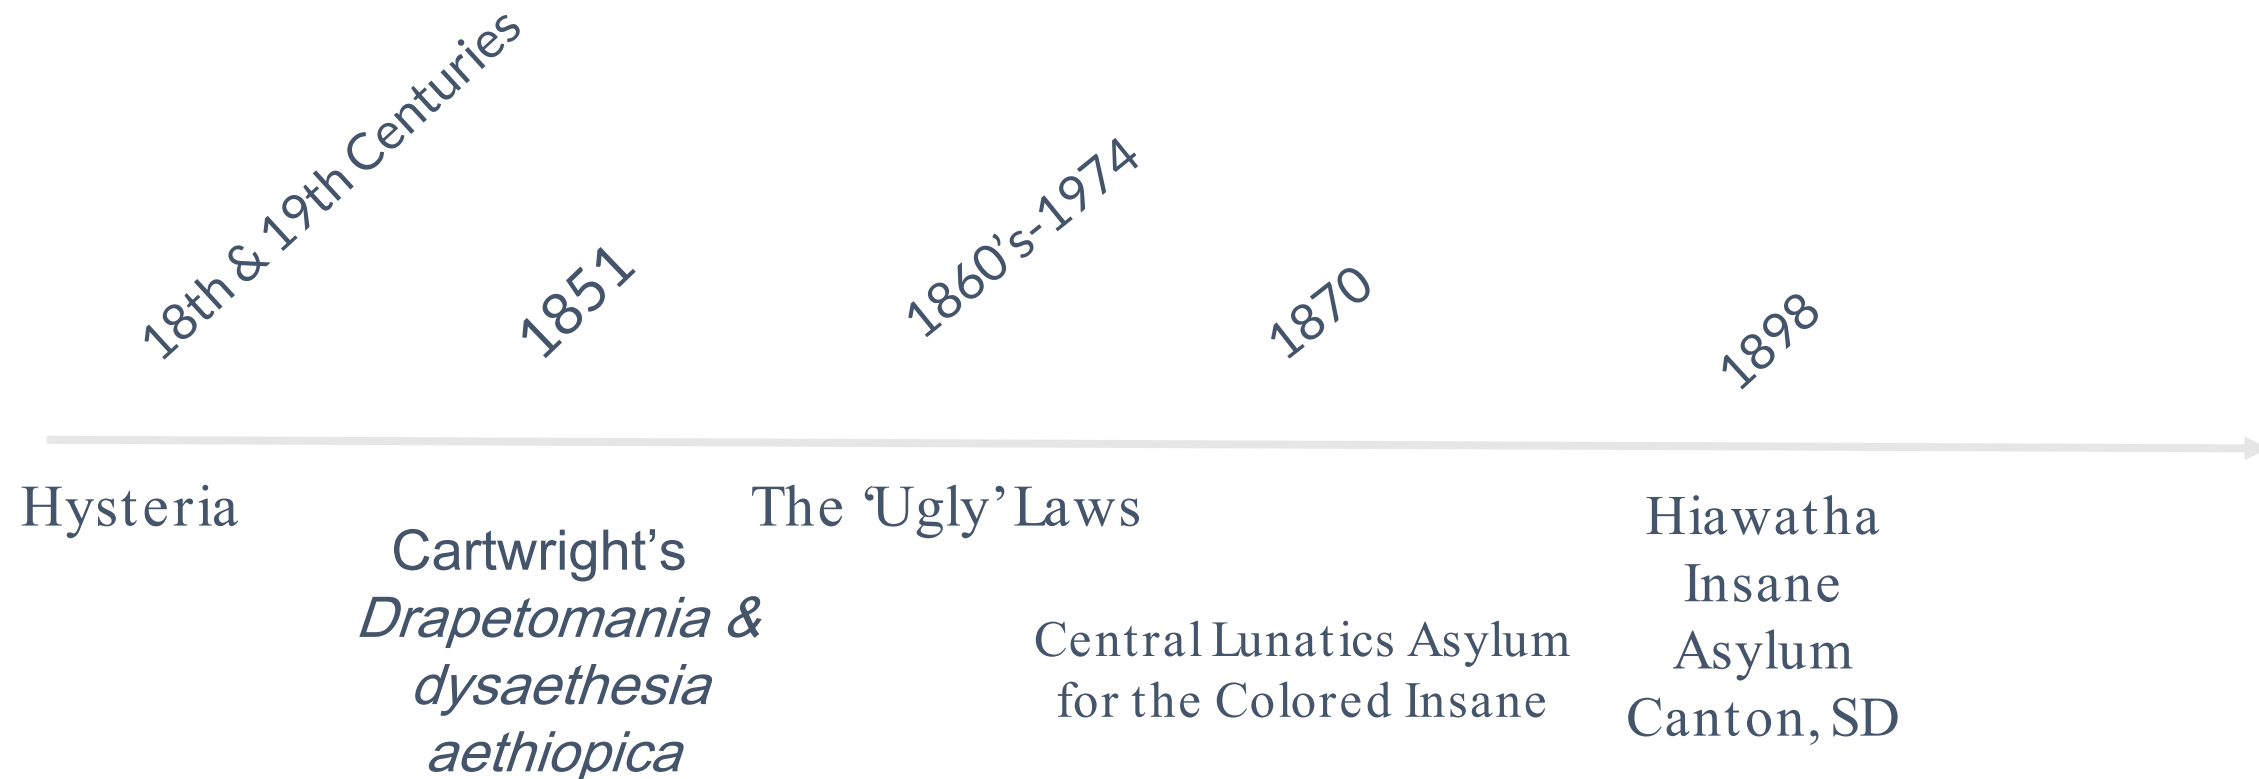 18th & 19th Centuries
1851
1860’s-1974
1870
1898
Hysteria
Cartwright’s
Drapetomania &
dysaethesia
aethiopica
The ‘Ugly’ Laws
Central Lunatics Asylum
for the Colored Insane
Hiawatha
Insane
Asylum
Canton, SD